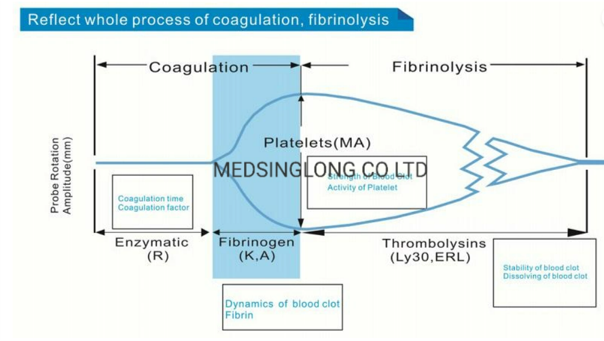 Reflect whole process of coagulation, fibrinolysis
Coagulation
Fibrinolysis
Platelets(MA)
MEDSINGLONG CO LTD
Strength of Blood Clot
Activity of Platelet
Probe Rotation
Amplitude(mm)
Coagulation time
Coagulation factor
Enzymatic
(R)
Fibrinogen
(K,A)
Thrombolysins
(Ly30,ERL)
Stability of blood clot
Dissolving of blood clot
Dynamics of blood clot
Fibrin